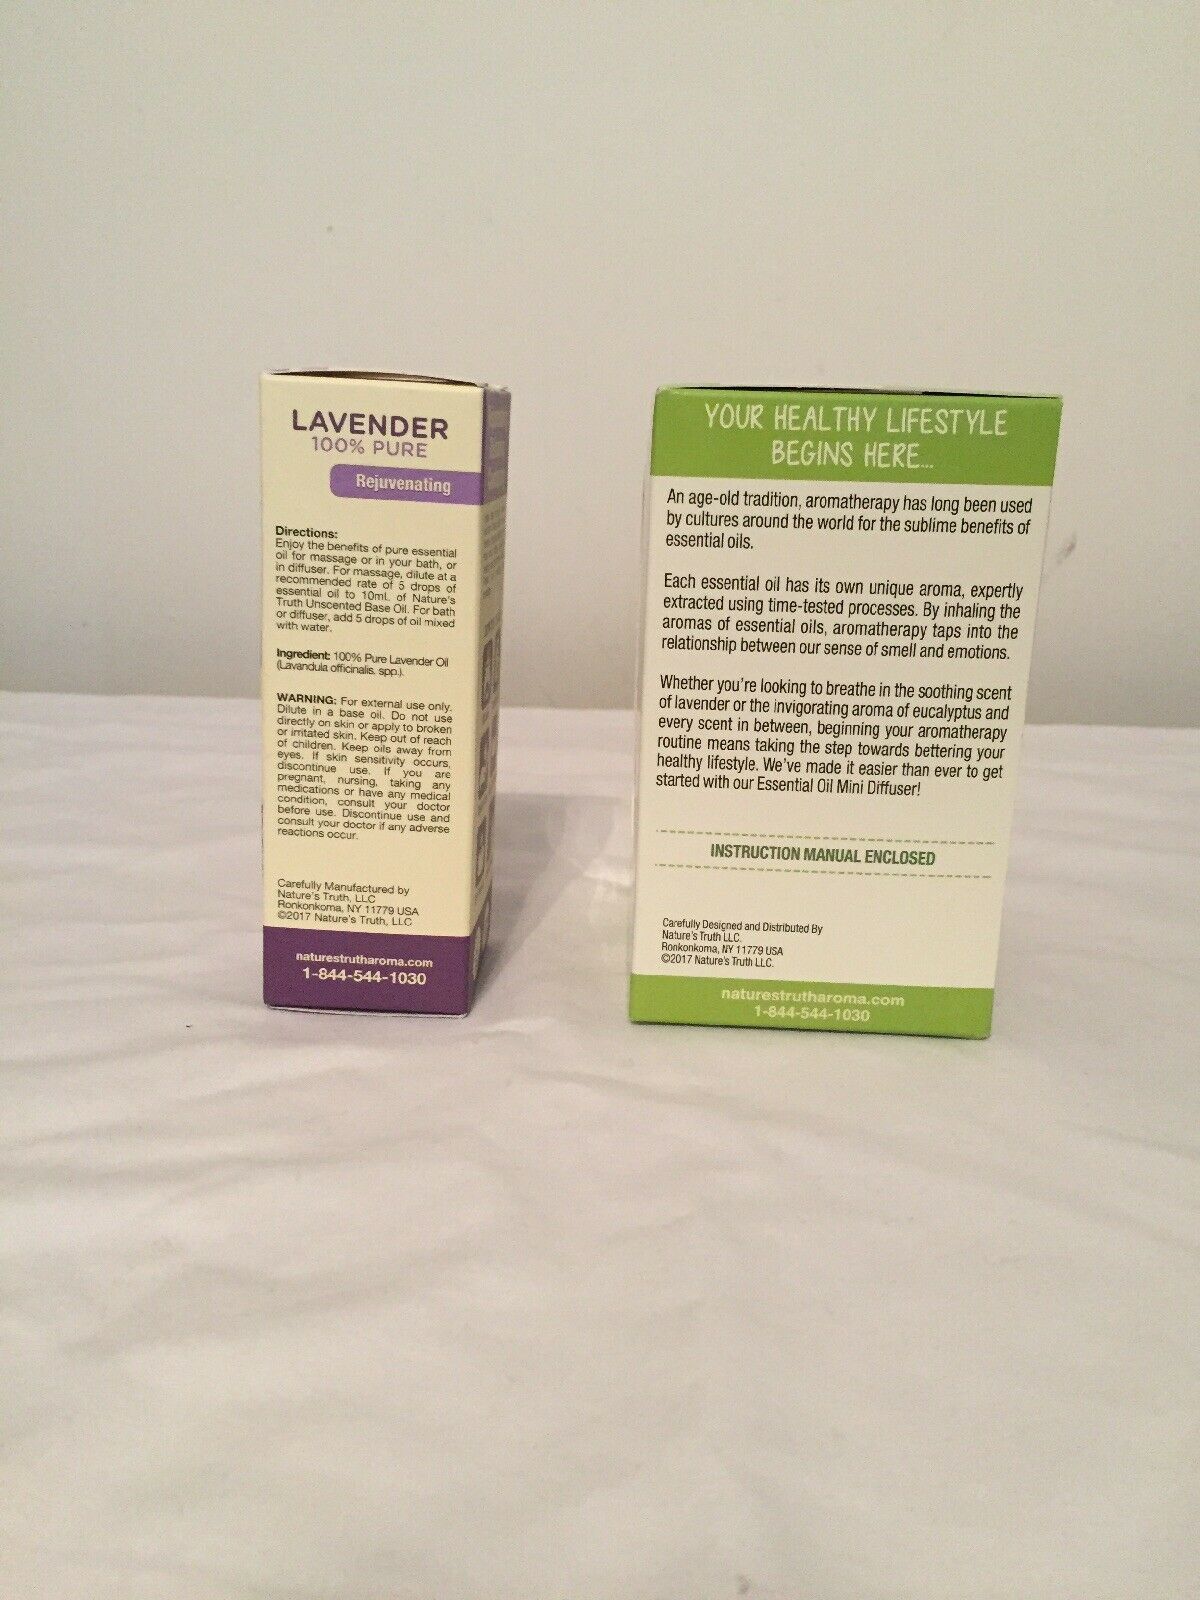 LAVENDER
100% PURE
Rejuvenating
Directions:
Enjoy the benefits of pure essential
oil for massage or in your bath, or
in diffuser. For massage, dilute at a
recommended rate of 5 drops of
essential oil to 10mL of Nature's
Truth Unscented Base Oil. For bath
or diffuser, add 5 drops of oil mixed
with water.
Ingredient: 100% Pure Lavender Oil
(Lavandula officinalis, spp.).
WARNING: For external use only.
Dilute in a base oil. Do not use
directly on skin or apply to broken
or irritated skin. Keep out of reach
of children. Keep oils away from
eyes. If skin sensitivity occurs,
discontinue use. If you are
pregnant, nursing, taking any
medications or have any medical
condition, consult your doctor
before use. Discontinue use and
consult your doctor if any adverse
reactions occur.
Carefully Manufactured by
Nature's Truth, LLC
Ronkonkoma, NY 11779 USA
©2017 Nature's Truth, LLC
naturestrutharoma.com
1-844-544-1030
YOUR HEALTHY LIFESTYLE
BEGINS HERE...
An age-old tradition, aromatherapy has long been used
by cultures around the world for the sublime benefits of
essential oils.
Each essential oil has its own unique aroma, expertly
extracted using time-tested processes. By inhaling the
aromas of essential oils, aromatherapy taps into the
relationship between our sense of smell and emotions.
Whether you're looking to breathe in the soothing scent
of lavender or the invigorating aroma of eucalyptus and
every scent in between, beginning your aromatherapy
routine means taking the step towards bettering your
healthy lifestyle. We've made it easier than ever to get
started with our Essential Oil Mini Diffuser!
INSTRUCTION MANUAL ENCLOSED
Carefully Designed and Distributed By
Nature's Truth LLC.
Ronkonkoma, NY 11779 USA
©2017 Nature's Truth LLC.
naturestrutharoma.com
1-844-544-1030